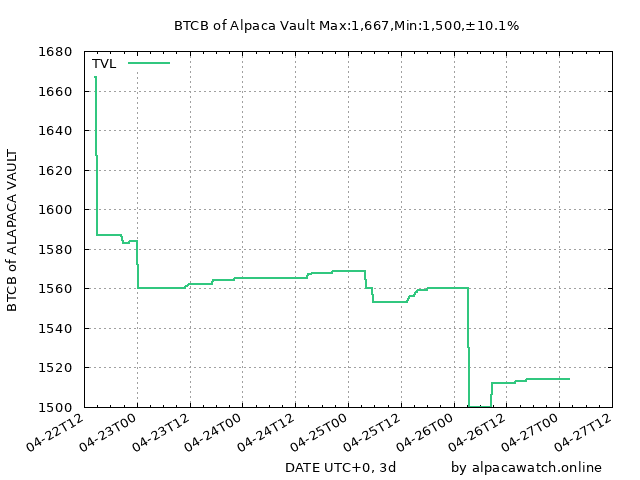 BTCB of Alpaca Vault Max:1,667,Min:1,500,±10.1%
TVL
BTCB of ALAPACA VAULT
1680
1660
1640
1620
1600
1580
1560
1540
1520
1500
04-22T12
04-23T00
04-23T12
04-24T00
04-24T12
04-25T00
04-25T12
04-26T00
04-26T12
04-27T00
04-27T12
DATE UTC+0, 3d
by alpacawatch.online